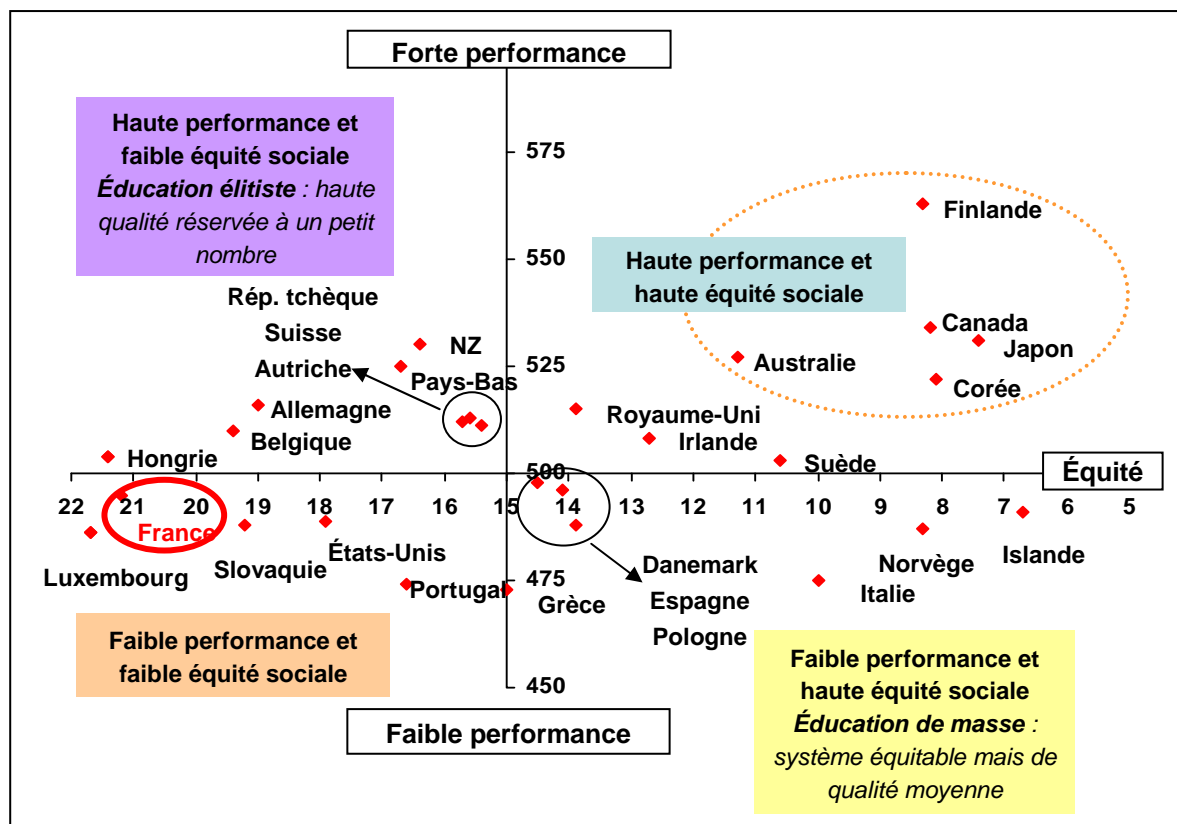 Forte performance
Haute performance et
faible équité sociale
Éducation élitiste : haute
qualité réservée à un petit
nombre
575
Finlande
550
Haute performance et
haute équité sociale
Rép. tchèque
Suisse
Autriche
NZ
Pays-Bas
525
Canada
Japon
Australie
Corée
Allemagne
Belgique
Royaume-Uni
Irlande
Hongrie
Suède
500
Équité
22 21 20 19 18 17 16 15 14 13 12 11 10 9 8 7 6 5
France
Luxembourg
Slovaquie
États-Unis
Portugal
475
Grèce
Danemark
Espagne
Pologne
Norvège
Italie
Islande
Faible performance et
faible équité sociale
450
Faible performance
Faible performance et
haute équité sociale
Éducation de masse :
système équitable mais de
qualité moyenne